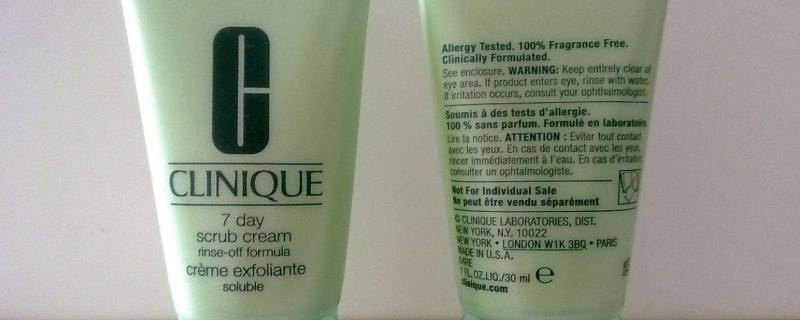 CLINIQUE
7 day
scrub cream
rinse-off formula
crème exfoliante
soluble
Allergy Tested. 100% Fragrance Free.
Clinically Formulated.
See enclosure. WARNING: Keep entirely clear of
eye area. If product enters eye, rinse with water.
If irritation occurs, consult your ophthalmologist.
Soumis à des tests d'allergie.
100 % sans parfum. Formulé en laboratoire.
Lire la notice. ATTENTION : Eviter tout contact
avec les yeux. En cas de contact avec les yeux,
rincer immédiatement à l'eau. En cas d'irritation,
consulter un ophtalmologiste.
Not For Individual Sale
Ne peut être vendu séparément
© CLINIQUE LABORATORIES, DIST.
NEW YORK, N.Y. 10022
NEW YORK • LONDON W1K 3BQ • PARIS
MADE IN U.S.A.
1 FL.OZ.LIQ./30 ml e
clinique.com